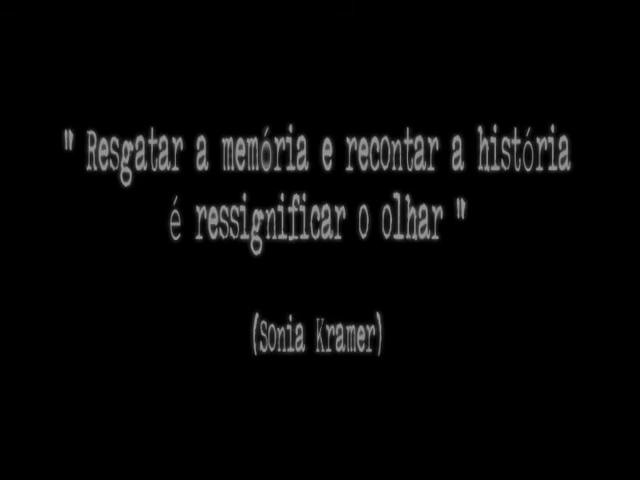 " Resgatar a memória e recontar a história
é ressignificar o olhar "
(Sonia Kramer)